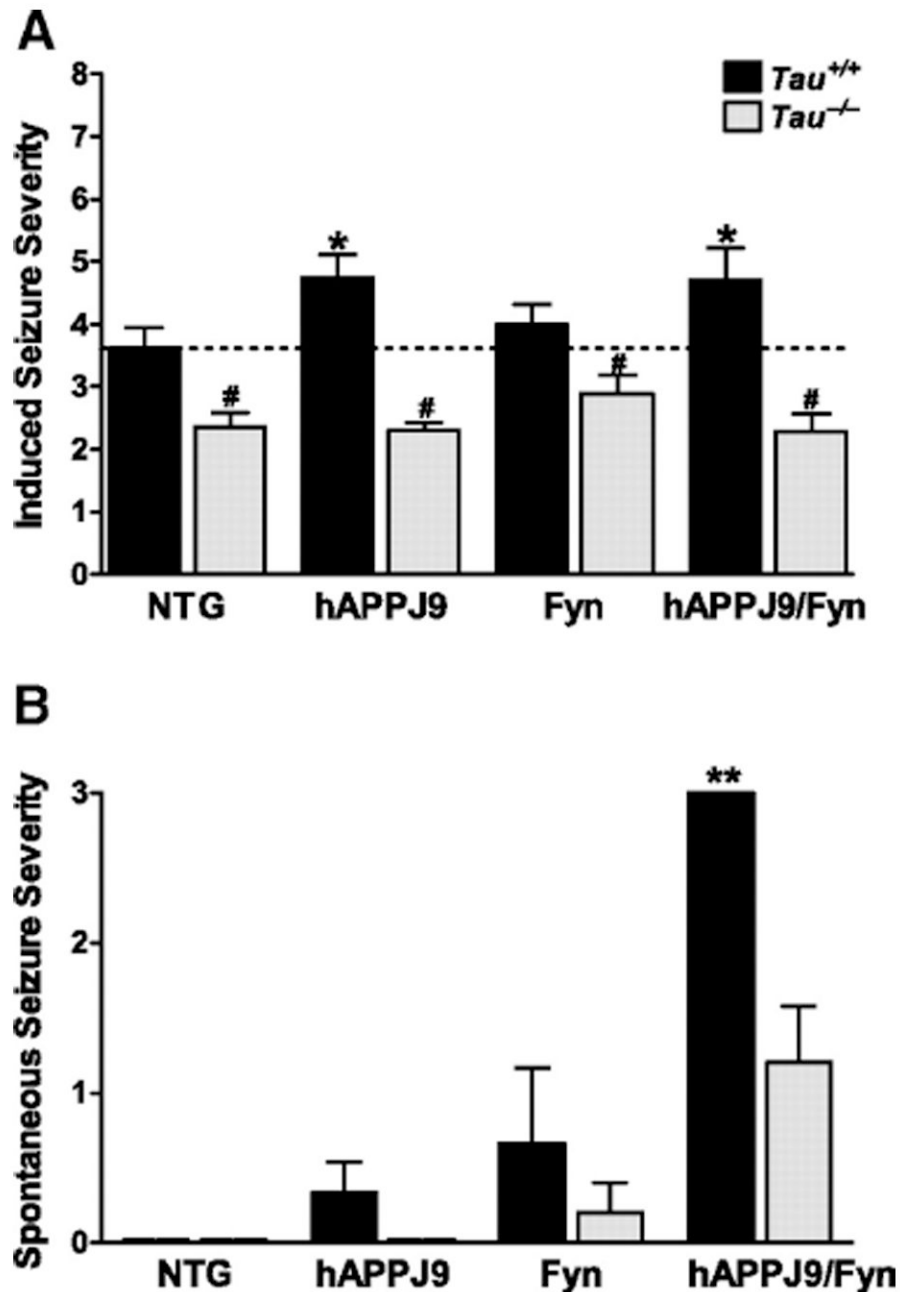 A
Induced Seizure Severity
8
7
6
5
4
3
2
1
0
Tau+/+
Tau–/–
*
*
#
#
#
#
NTG
hAPPJ9
Fyn
hAPPJ9/Fyn
B
Spontaneous Seizure Severity
3
2
1
0
**
NTG
hAPPJ9
Fyn
hAPPJ9/Fyn